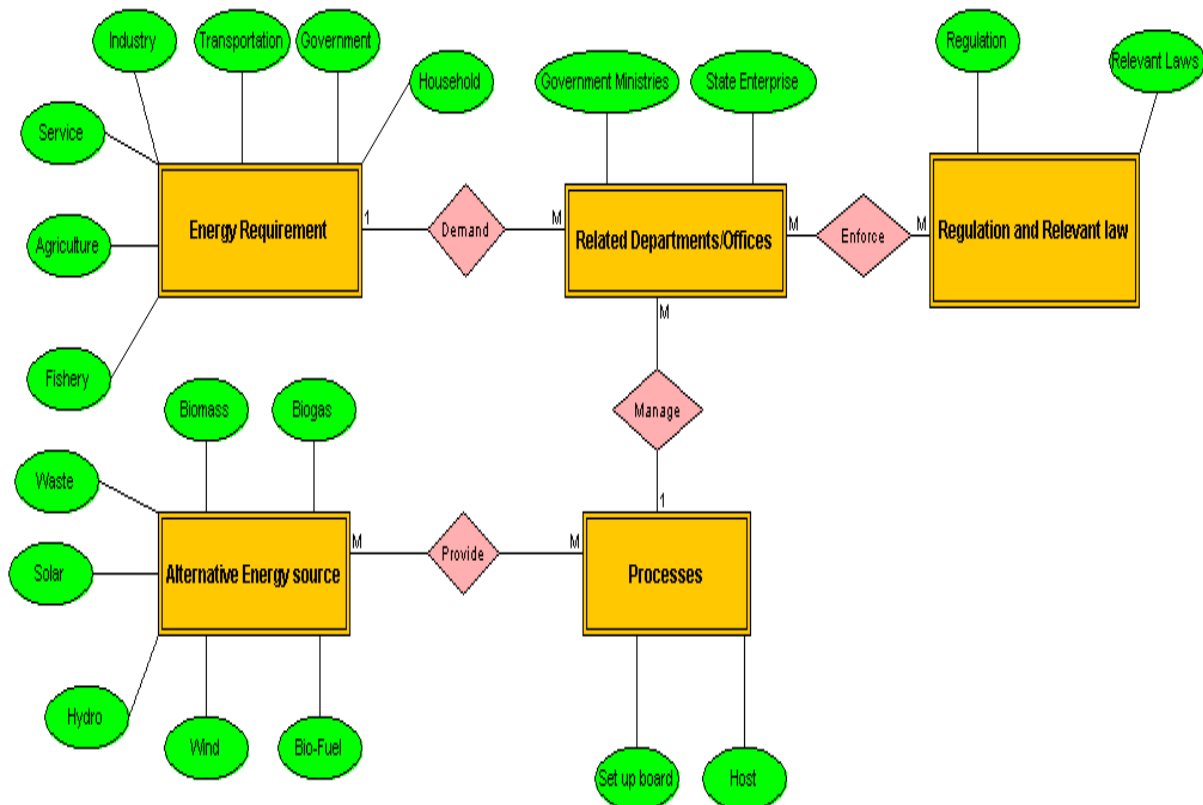 Industry
Transportation
Government
Household
Service
Agriculture
Fishery
Energy Requirement
1
Demand
M
Government Ministries
State Enterprise
Related Departments/Offices
M
Enforce
M
Regulation
Relevant Laws
Regulation and Relevant law
M
Manage
1
Biomass
Biogas
Waste
Solar
Hydro
Wind
Bio-Fuel
Alternative Energy source
M
Provide
M
Processes
Set up board
Host